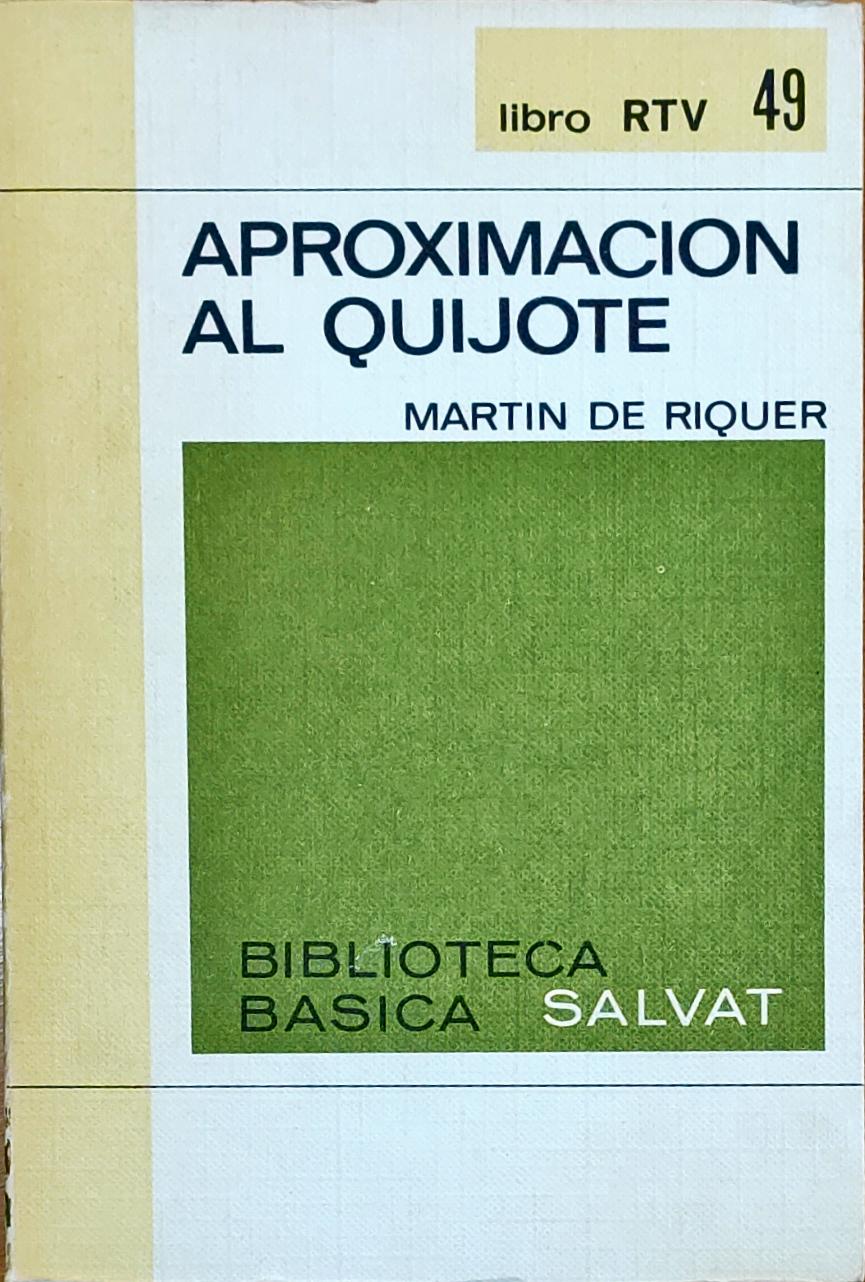 libro RTV 49
APROXIMACION
AL QUIJOTE
MARTIN DE RIQUER
BIBLIOTECA
BASICA SALVAT